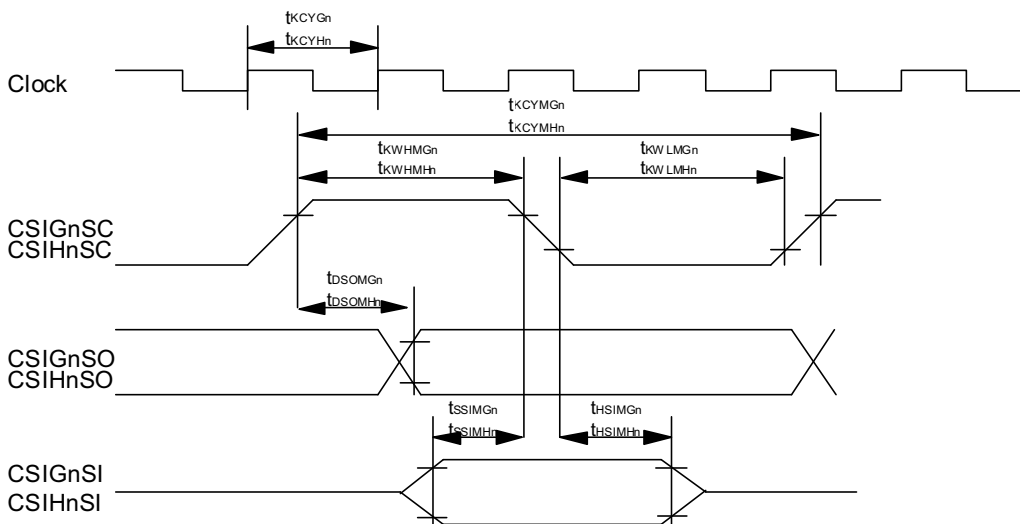 tKCYGn
tKCYHn
Clock
tKCYMGn
tKCYMHn
tKWHMGn
tKWHMHn
tKWLMGn
tKWLMHn
CSIGnSC
CSIHnSC
tDSOMGn
tDSOMHn
CSIGnSO
CSIHnSO
tSSIMGn
tSSIMHn
tHSIMGn
tHSIMHn
CSIGnSI
CSIHnSI